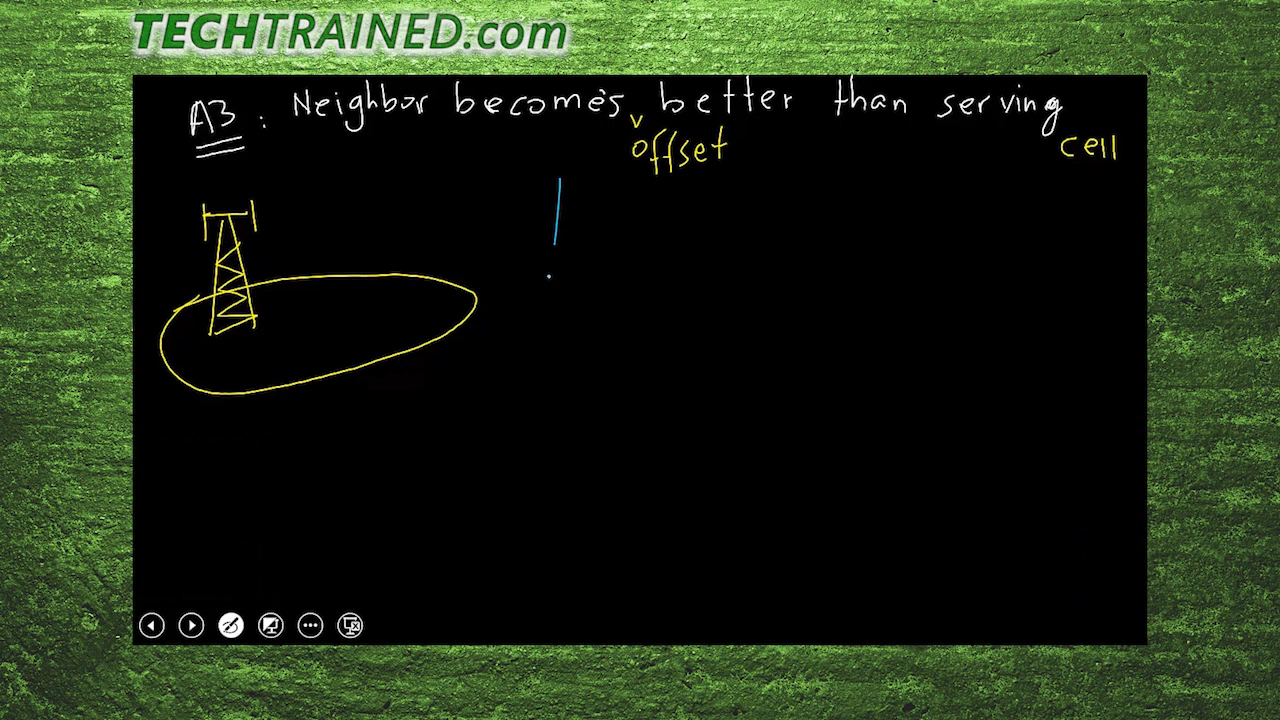 TECHTRAINED.com
A3 : Neighbor becomes better than serving
offset
cell